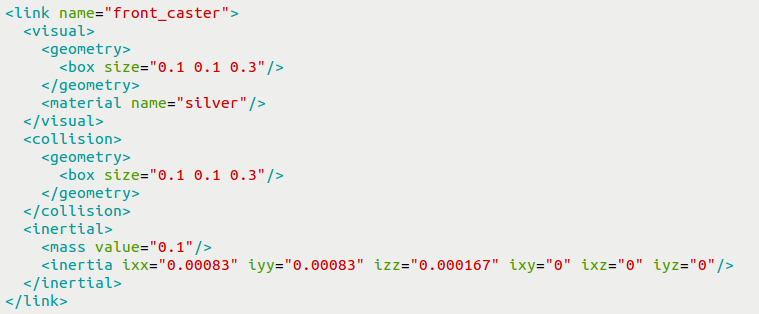 <link name="front_caster">
  <visual>
    <geometry>
      <box size="0.1 0.1 0.3"/>
    </geometry>
    <material name="silver"/>
  </visual>
  <collision>
    <geometry>
      <box size="0.1 0.1 0.3"/>
    </geometry>
  </collision>
  <inertial>
    <mass value="0.1"/>
    <inertia ixx="0.00083" iyy="0.00083" izz="0.000167" ixy="0" ixz="0" iyz="0"/>
  </inertial>
</link>